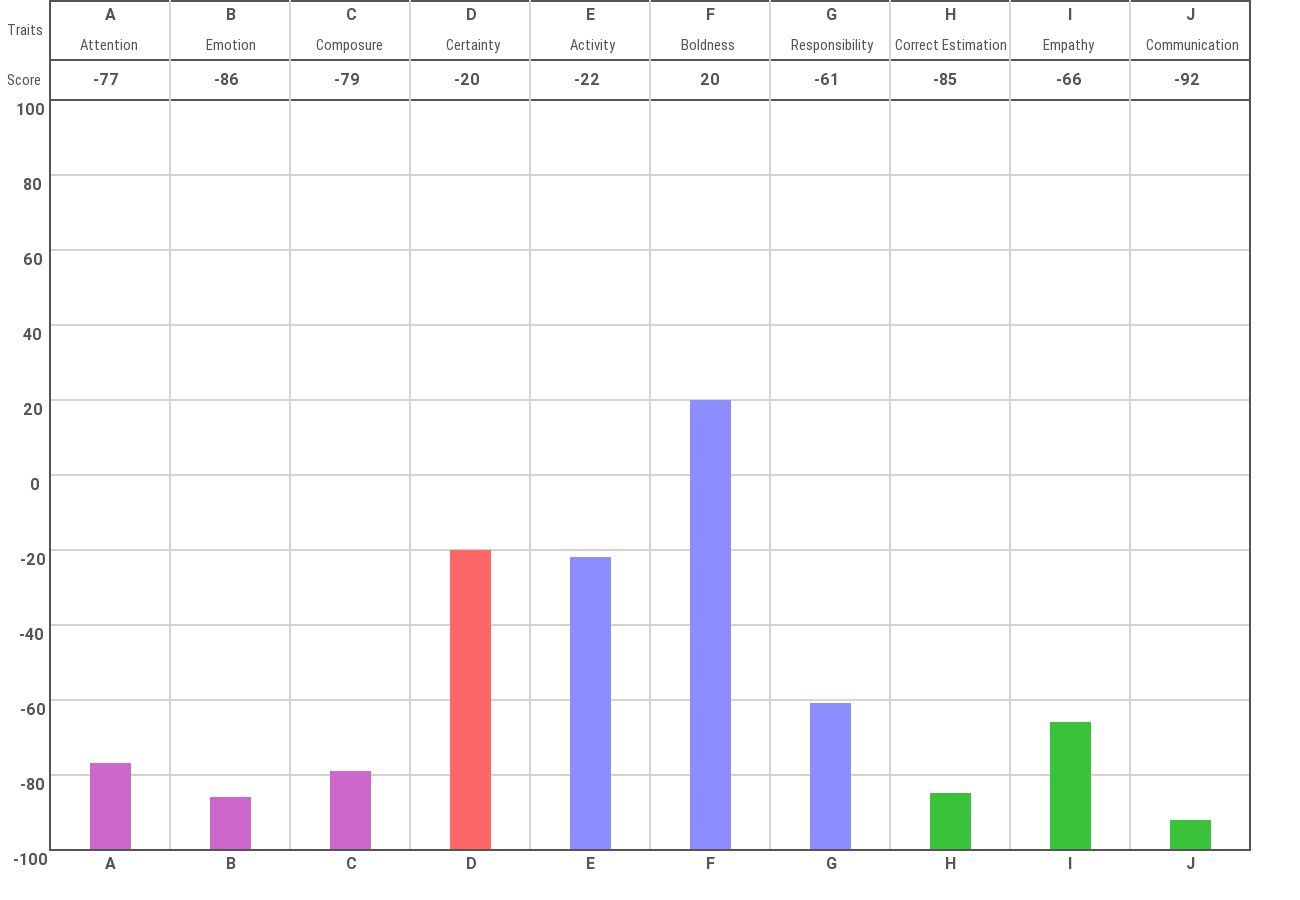 Traits
A B C D E F G H I J
Attention Emotion Composure Certainty Activity Boldness Responsibility Correct Estimation Empathy Communication
Score -77 -86 -79 -20 -22 20 -61 -85 -66 -92
100
80
60
40
20
0
-20
-40
-60
-80
-100
A B C D E F G H I J